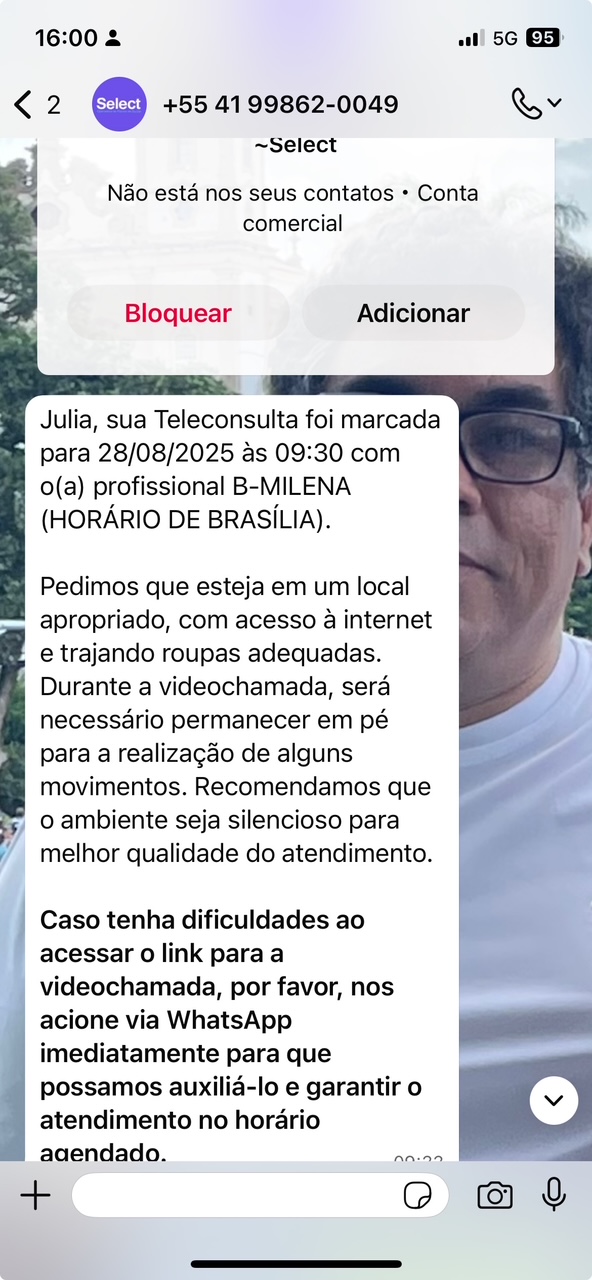 16:00
5G 95
2
Select
+55 41 99862-0049
~Select
Não está nos seus contatos • Conta
comercial
Bloquear
Adicionar
Julia, sua Teleconsulta foi marcada
para 28/08/2025 às 09:30 com
o(a) profissional B-MILENA
(HORÁRIO DE BRASÍLIA).
Pedimos que esteja em um local
apropriado, com acesso à internet
e trajando roupas adequadas.
Durante a videochamada, será
necessário permanecer em pé
para a realização de alguns
movimentos. Recomendamos que
o ambiente seja silencioso para
melhor qualidade do atendimento.
Caso tenha dificuldades ao
acessar o link para a
videochamada, por favor, nos
acione via WhatsApp
imediatamente para que
possamos auxiliá-lo e garantir o
atendimento no horário
agendado.